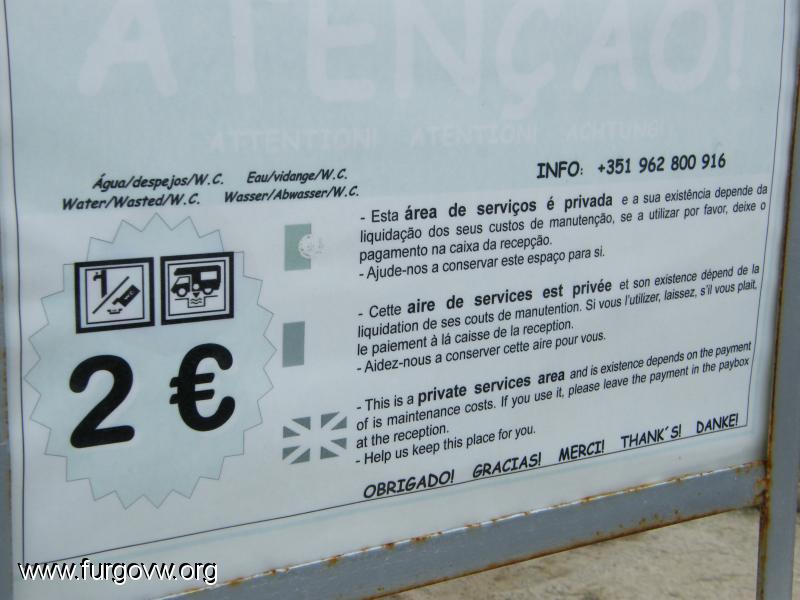 ATENÇÃO!
ATTENTION! ATENTION! ACHTUNG!
INFO: +351 962 800 916
Água/despejos/W.C. Eau/vidange/W.C.
Water/Wasted/W.C. Wasser/Abwasser/W.C.
- Esta área de serviços é privada e a sua existência depende da
liquidação dos seus custos de manutenção, se a utilizar por favor, deixe o
pagamento na caixa da recepção.
- Ajude-nos a conservar este espaço para si.
- Cette aire de services est privée et son existence dépend de la
liquidation de ses couts de manutention. Si vous l'utilizer, laissez, s'il vous plait,
le paiement à lá caisse de la reception.
- Aidez-nous a conserver cette aire pour vous.
2 €
- This is a private services area and is existence depends on the payment
of is maintenance costs. If you use it, please leave the payment in the paybox
at the reception.
- Help us keep this place for you.
OBRIGADO! GRACIAS! MERCI! THANK´S! DANKE!
www.furgovw.org